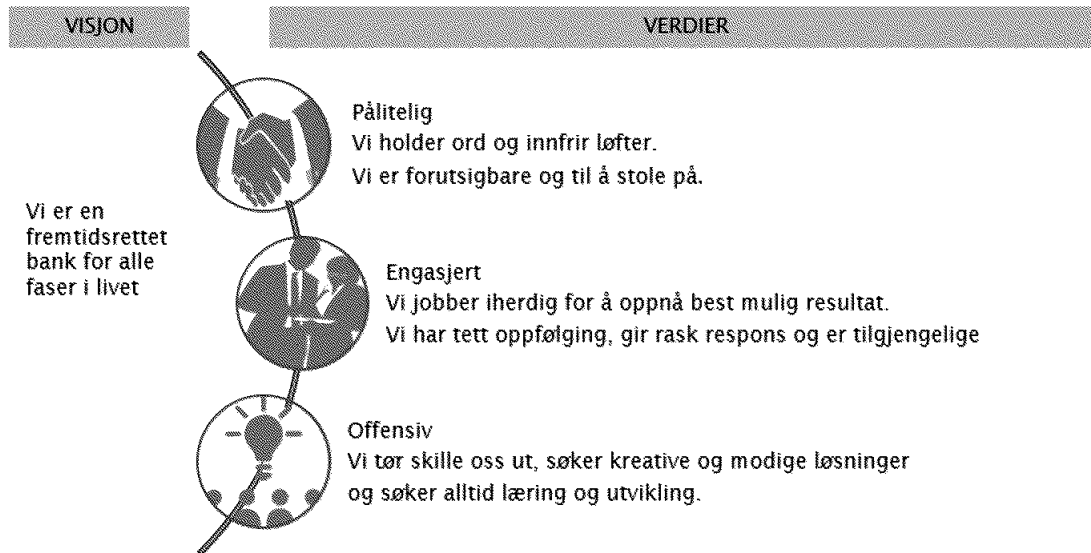 VISJON
VERDIER
Vi er en
fremtidsrettet
bank for alle
faser i livet
Pålitelig
Vi holder ord og innfrir løfter.
Vi er forutsigbare og til å stole på.
Engasjert
Vi jobber iherdig for å oppnå best mulig resultat.
Vi har tett oppfølging, gir rask respons og er tilgjengelige
Offensiv
Vi tør skille oss ut, søker kreative og modige løsninger
og søker alltid læring og utvikling.